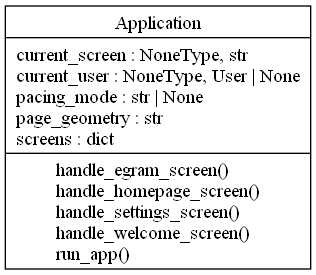 Application
current_screen : NoneType, str
current_user : NoneType, User | None
pacing_mode : str | None
page_geometry : str
screens : dict
handle_egram_screen()
handle_homepage_screen()
handle_settings_screen()
handle_welcome_screen()
run_app()